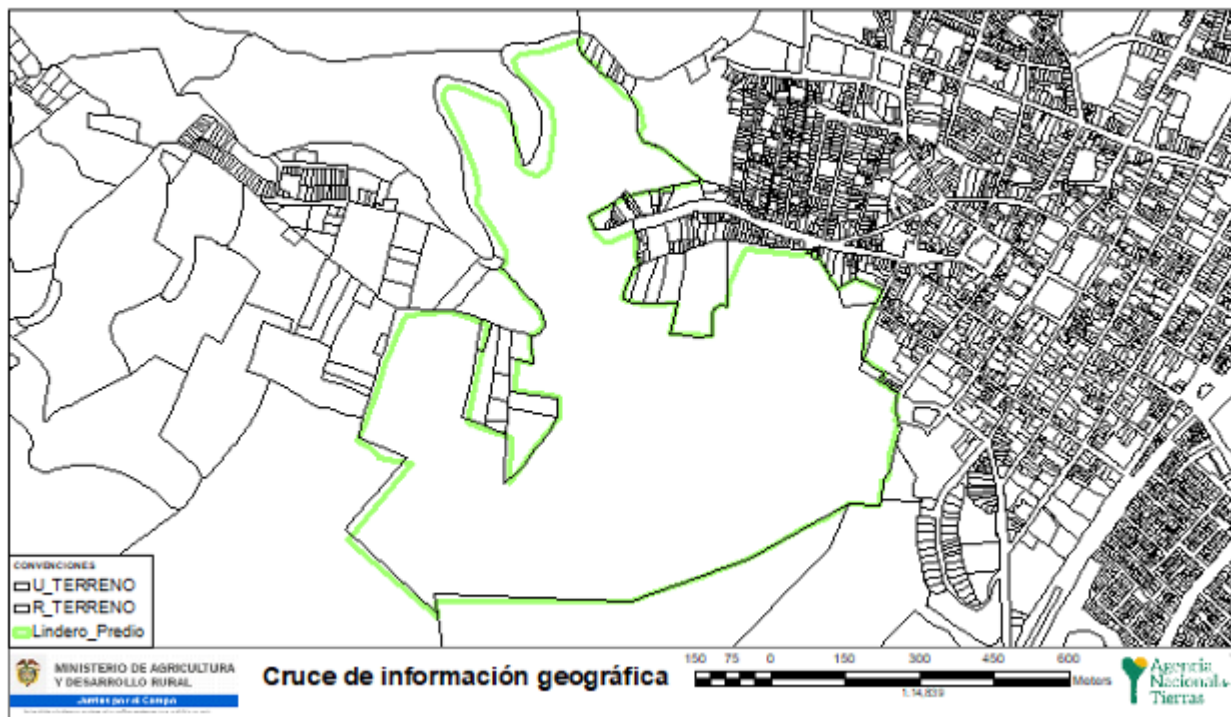 CONVENCIONES
U_TERRENO
R_TERRENO
Lindero_Predio
MINISTERIO DE AGRICULTURA
Y DESARROLLO RURAL
Juntos por el Campo
Cruce de información geográfica
150 75 0 150 300 450 600
Meters
1:14,839
Agencia
Nacional de
Tierras